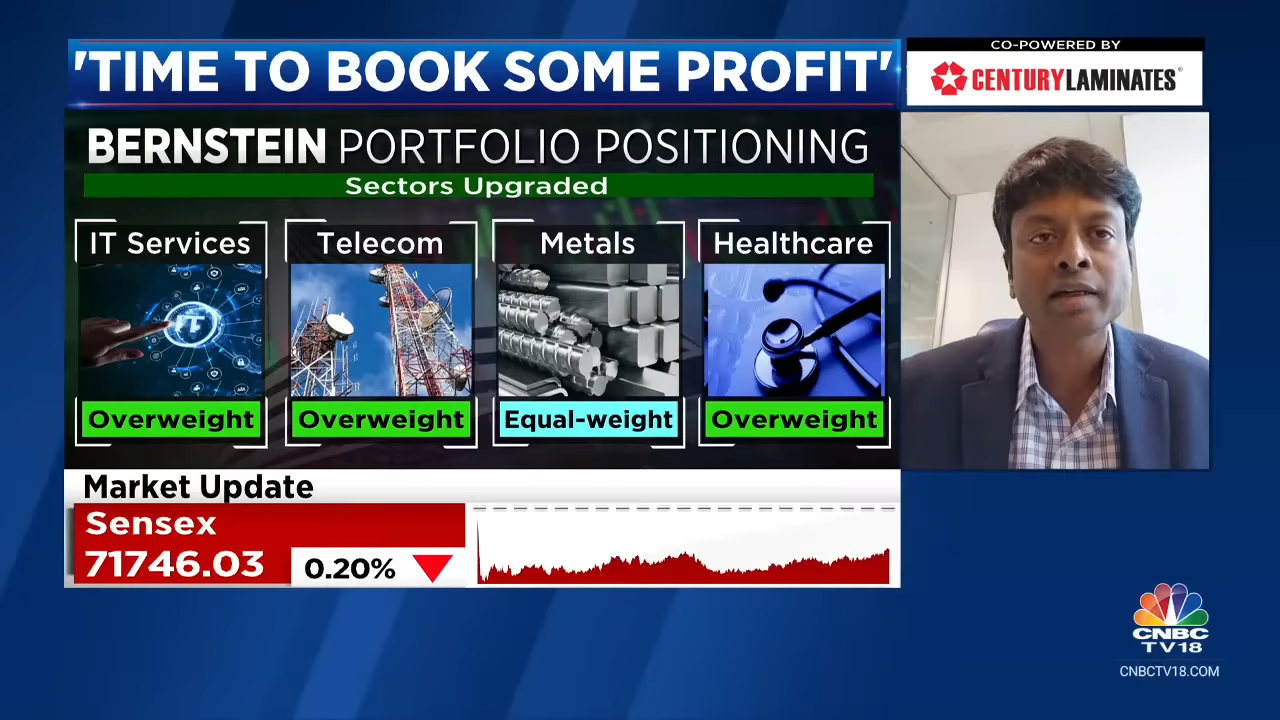 'TIME TO BOOK SOME PROFIT'
CO-POWERED BY
CENTURYLAMINATES®
BERNSTEIN PORTFOLIO POSITIONING
Sectors Upgraded
IT Services
Telecom
Metals
Healthcare
IT
Overweight
Overweight
Equal-weight
Overweight
Market Update
Sensex
71746.03
0.20%
CNBC
TV18
CNBCTV18.COM